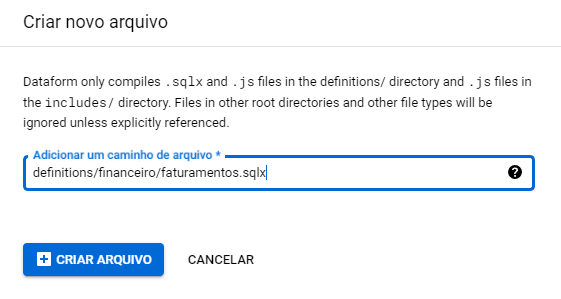 Criar novo arquivo
Dataform only compiles .sqlx and .js files in the definitions/ directory and .js files in
the includes/ directory. Files in other root directories and other file types will be
ignored unless explicitly referenced.
Adicionar um caminho de arquivo *
definitions/financeiro/faturamentos.sqlx
CRIAR ARQUIVO CANCELAR